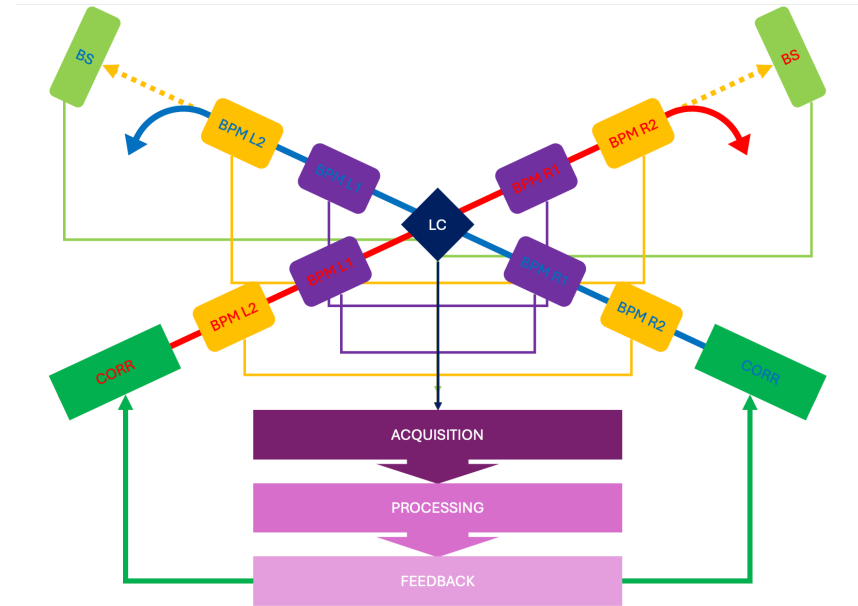 BS
BS
BPM L2
BPM R2
BPM L1
BPM R1
LC
BPM L1
BPM R1
BPM L2
BPM R2
CORR
CORR
ACQUISITION
PROCESSING
FEEDBACK